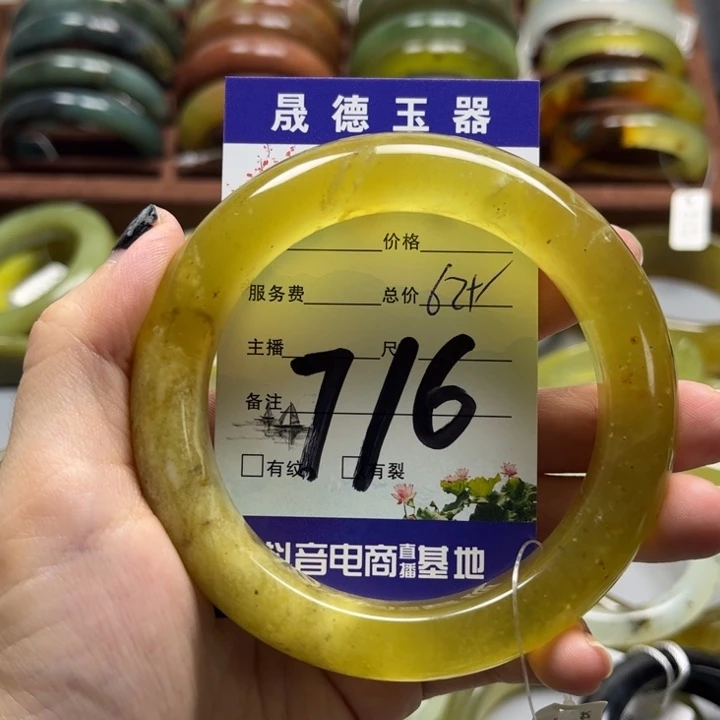 晟德玉器
价格
服务费 总价 62+
主播 尺
716
备注
有纹 有裂
抖音电商直播基地